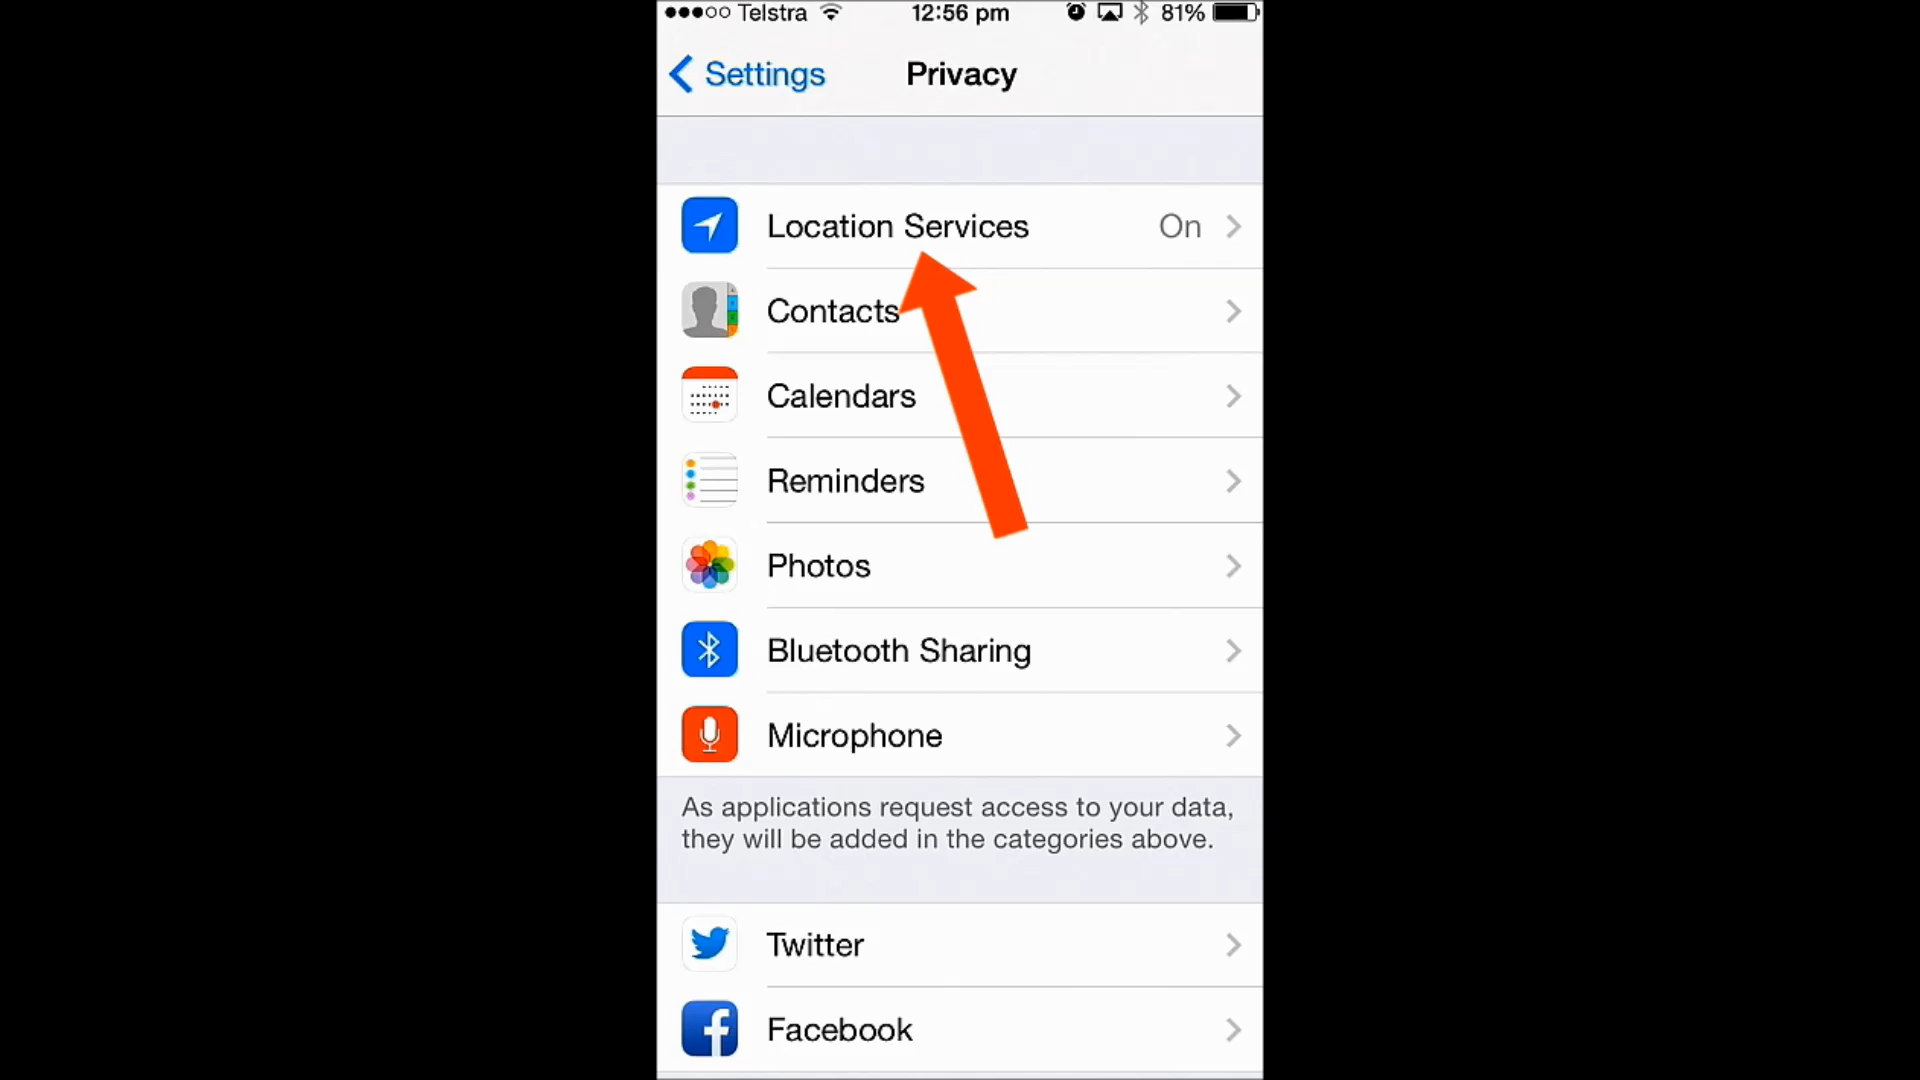 Telstra 12:56 pm 81%
Settings Privacy
Location Services On
Contacts
Calendars
Reminders
Photos
Bluetooth Sharing
Microphone
As applications request access to your data,
they will be added in the categories above.
Twitter
Facebook